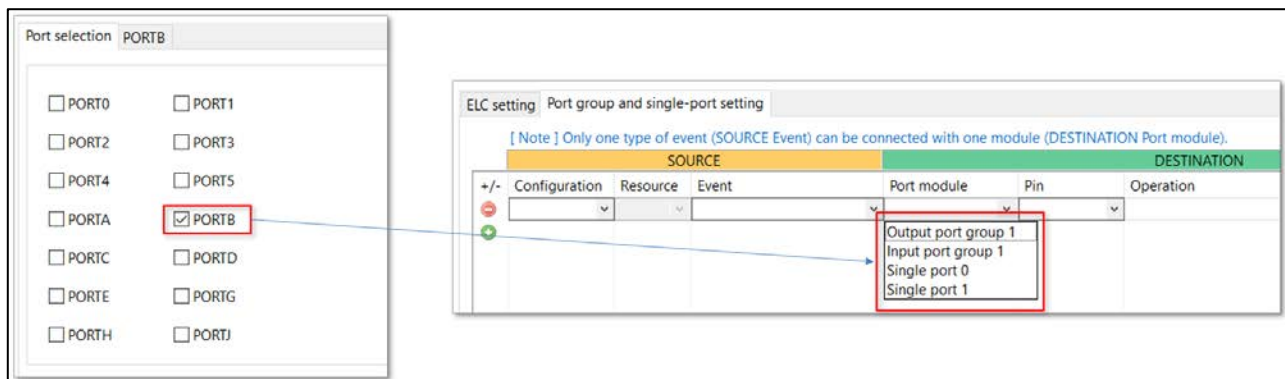 Port selection PORTB
PORT0 PORT1
PORT2 PORT3
PORT4 PORT5
PORTA PORTB
PORTC PORTD
PORTE PORTG
PORTH PORTJ
ELC setting Port group and single-port setting
[ Note ] Only one type of event (SOURCE Event) can be connected with one module (DESTINATION Port module).
SOURCE DESTINATION
+/- Configuration Resource Event Port module Pin Operation
Output port group 1
Input port group 1
Single port 0
Single port 1